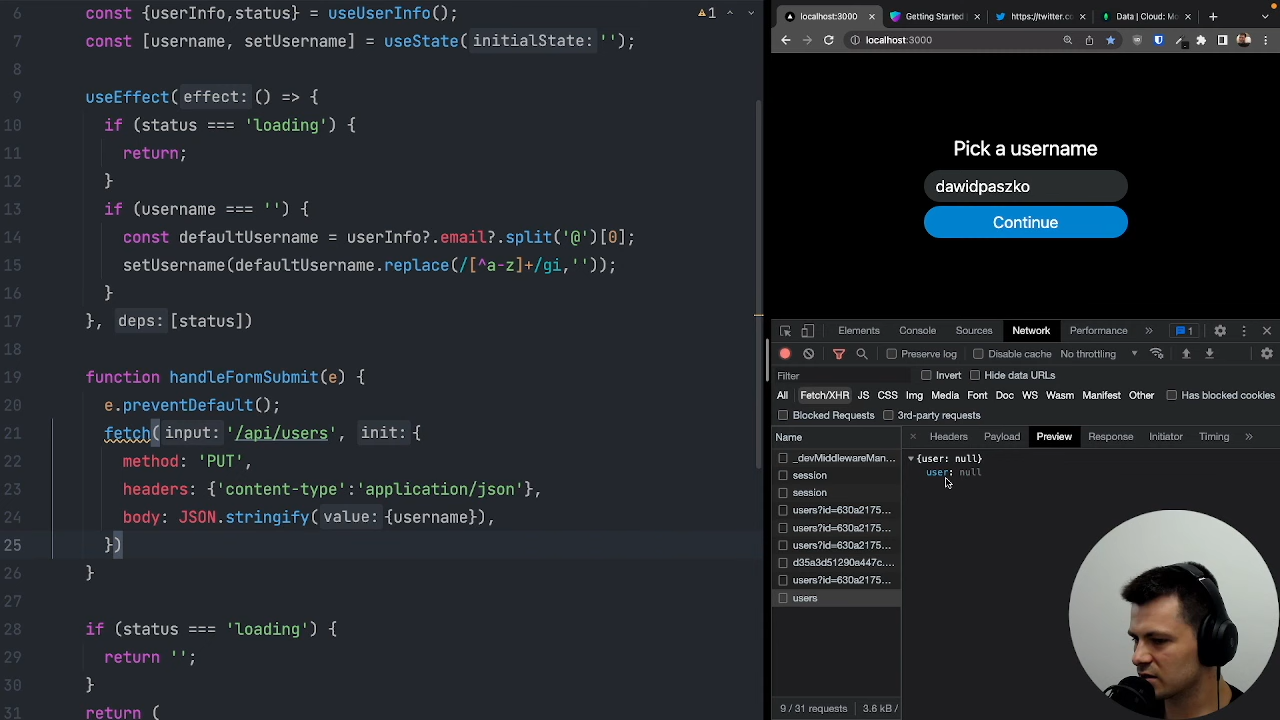 6 const {userInfo,status} = useUserInfo();
7 const [username, setUsername] = useState( initialState: '');
8
9 useEffect( effect: () => {
10 if (status === 'loading') {
11 return;
12 }
13 if (username === '') {
14 const defaultUsername = userInfo?.email?.split('@')[0];
15 setUsername(defaultUsername.replace(/[^a-z]+/gi,''));
16 }
17 }, deps: [status])
18
19 function handleFormSubmit(e) {
20 e.preventDefault();
21 fetch( input: '/api/users', init: {
22 method: 'PUT',
23 headers: {'content-type':'application/json'},
24 body: JSON.stringify( value: {username}),
25 })
26 }
27
28 if (status === 'loading') {
29 return '';
30 }
31 return (
1
localhost:3000
Getting Started |
https://twitter.co
Data | Cloud: Mo
localhost:3000
Pick a username
dawidpaszko
Continue
Elements Console Sources Network Performance » 1
Preserve log Disable cache No throttling
Filter Invert Hide data URLs
All Fetch/XHR JS CSS Img Media Font Doc WS Wasm Manifest Other Has blocked cookies
Blocked Requests 3rd-party requests
Name
_devMiddlewareMan...
session
session
users?id=630a2175...
users?id=630a2175...
users?id=630a2175...
d35a3d51290a447c....
users?id=630a2175...
users
9 / 31 requests 3.6 kB /
Headers Payload Preview Response Initiator Timing »
{user: null}
user: null